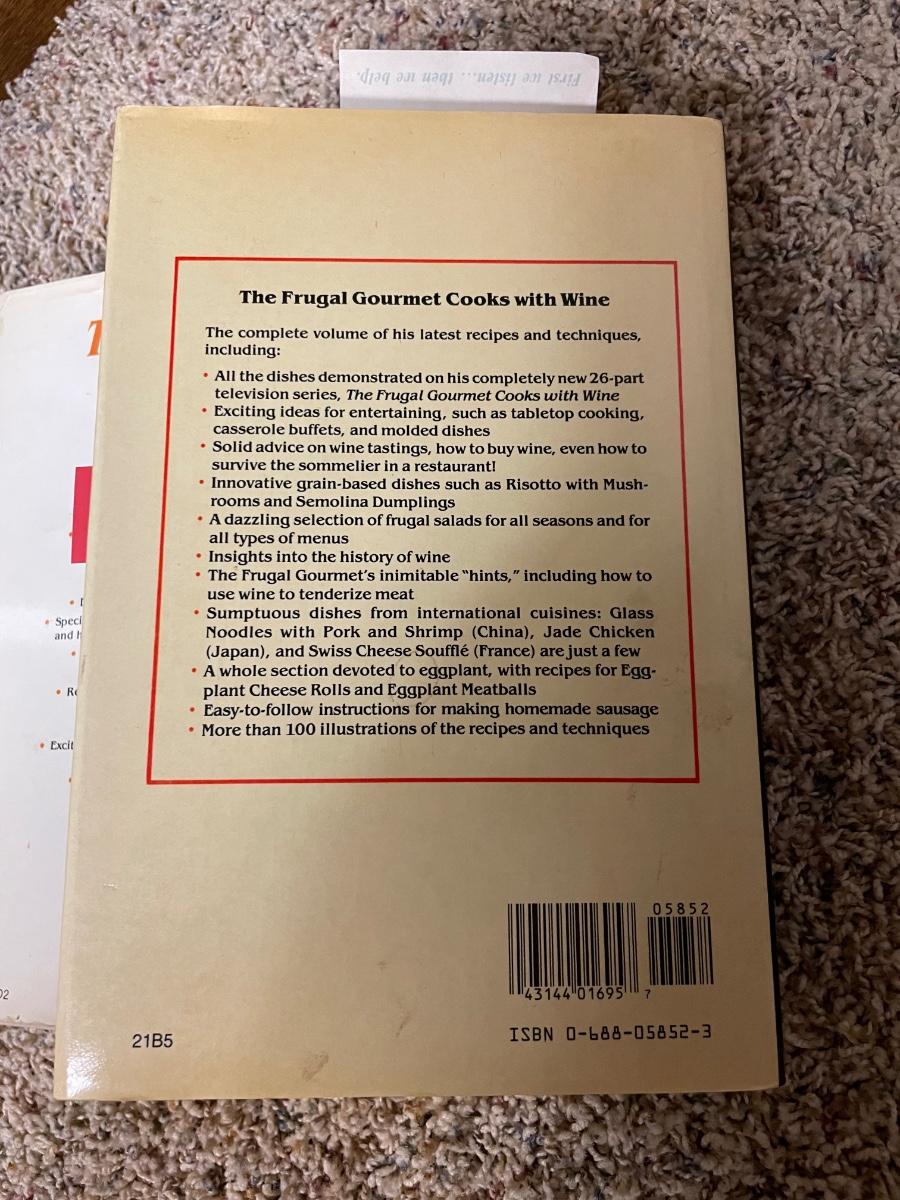 First we listen... then we help.
The Frugal Gourmet Cooks with Wine
The complete volume of his latest recipes and techniques,
including:
• All the dishes demonstrated on his completely new 26-part
television series, The Frugal Gourmet Cooks with Wine
• Exciting ideas for entertaining, such as tabletop cooking,
casserole buffets, and molded dishes
• Solid advice on wine tastings, how to buy wine, even how to
survive the sommelier in a restaurant!
• Innovative grain-based dishes such as Risotto with Mush-
rooms and Semolina Dumplings
• A dazzling selection of frugal salads for all seasons and for
all types of menus
• Insights into the history of wine
• The Frugal Gourmet's inimitable "hints," including how to
use wine to tenderize meat
• Sumptuous dishes from international cuisines: Glass
Noodles with Pork and Shrimp (China), Jade Chicken
(Japan), and Swiss Cheese Soufflé (France) are just a few
• A whole section devoted to eggplant, with recipes for Egg-
plant Cheese Rolls and Eggplant Meatballs
• Easy-to-follow instructions for making homemade sausage
• More than 100 illustrations of the recipes and techniques
05852
43144 01695 7
ISBN 0-688-05852-3
21B5
T
• Speci
and h
• Re
• Excit
02